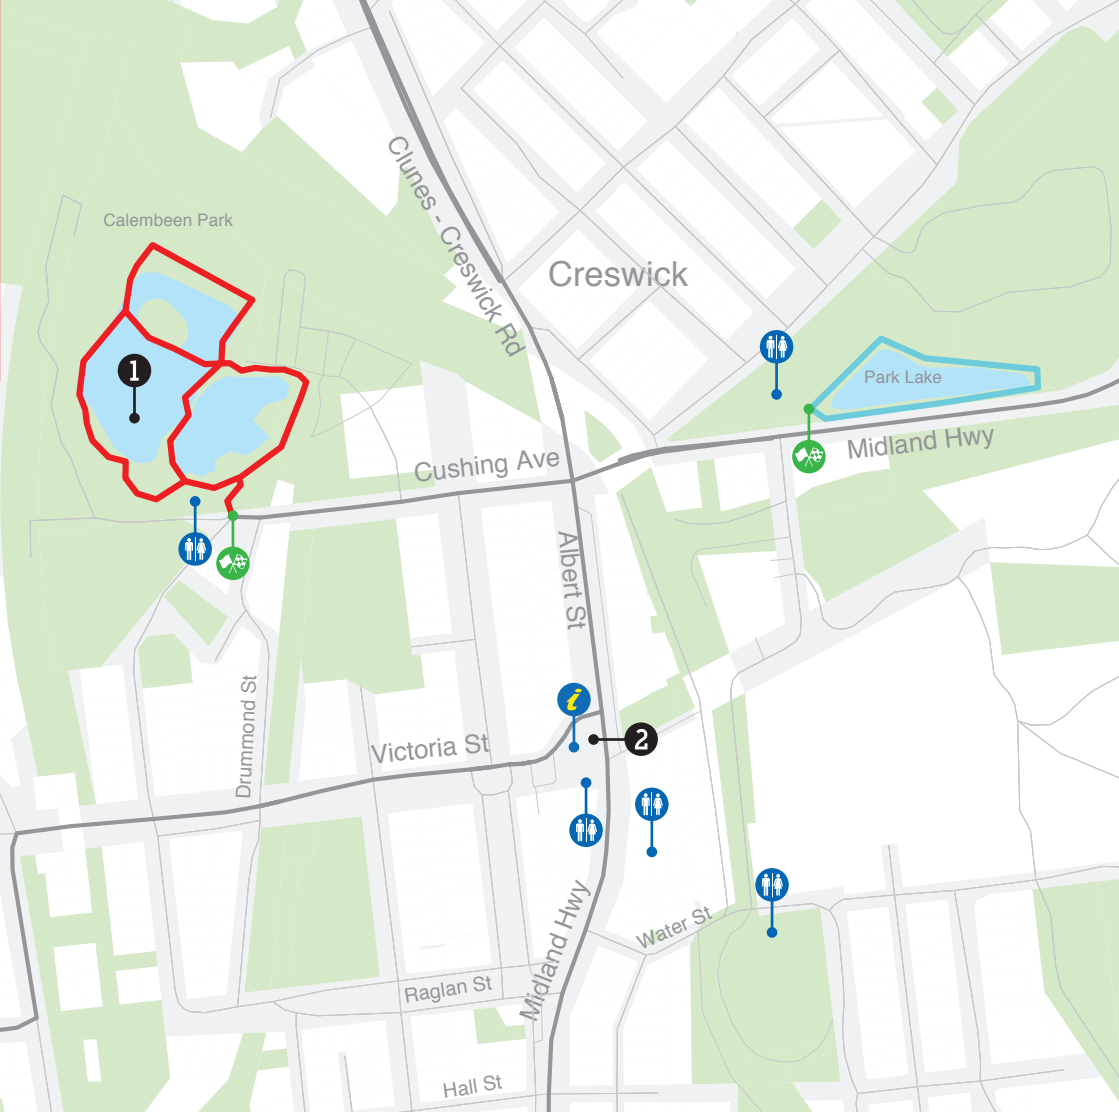 Clunes - Creswick Rd
Calembeen Park
Creswick
1
Park Lake
Midland Hwy
Cushing Ave
Albert St
Drummond St
i
Victoria St
2
Midland Hwy
Water St
Raglan St
Hall St